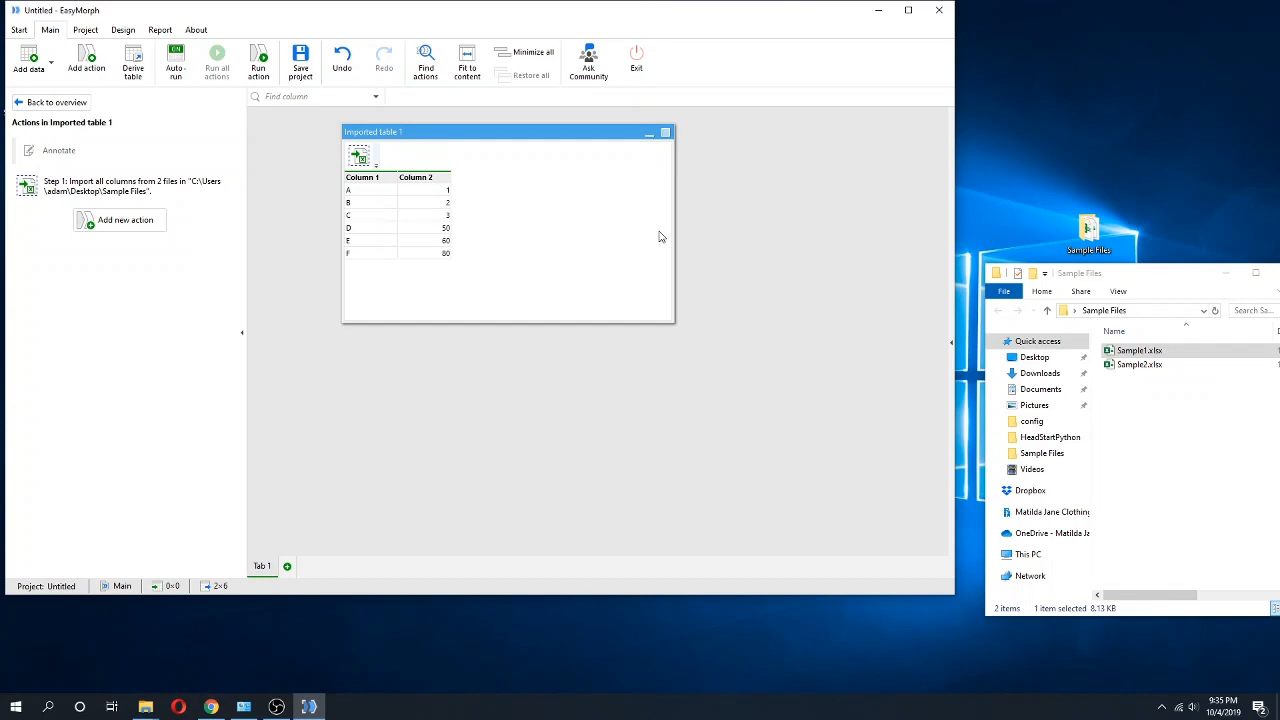 Untitled - EasyMorph
Start Main Project Design Report About
Add data
Add action
Derive table
ON
Auto-run
Run all actions
Run action
Save project
Undo
Redo
Find actions
Fit to content
Minimize all
Restore all
Ask Community
Exit
Back to overview
Find column
Actions in Imported table 1
Annotate
Step 1: Import all columns from 2 files in "C:\Users
\adam\Desktop\Sample Files".
Add new action
Imported table 1
Column 1 Column 2
A 1
B 2
C 3
D 50
E 60
F 80
Tab 1
Project: Untitled Main 0×0 2×6
Sample Files
Sample Files
File Home Share View
Sample Files Search Sa...
Name
Quick access
Desktop
Downloads
Documents
Pictures
config
HeadStartPython
Sample Files
Videos
Dropbox
Matilda Jane Clothing
OneDrive - Matilda Ja
This PC
Network
Sample1.xlsx
Sample2.xlsx
2 items 1 item selected 8.13 KB
9:35 PM
10/4/2019
2